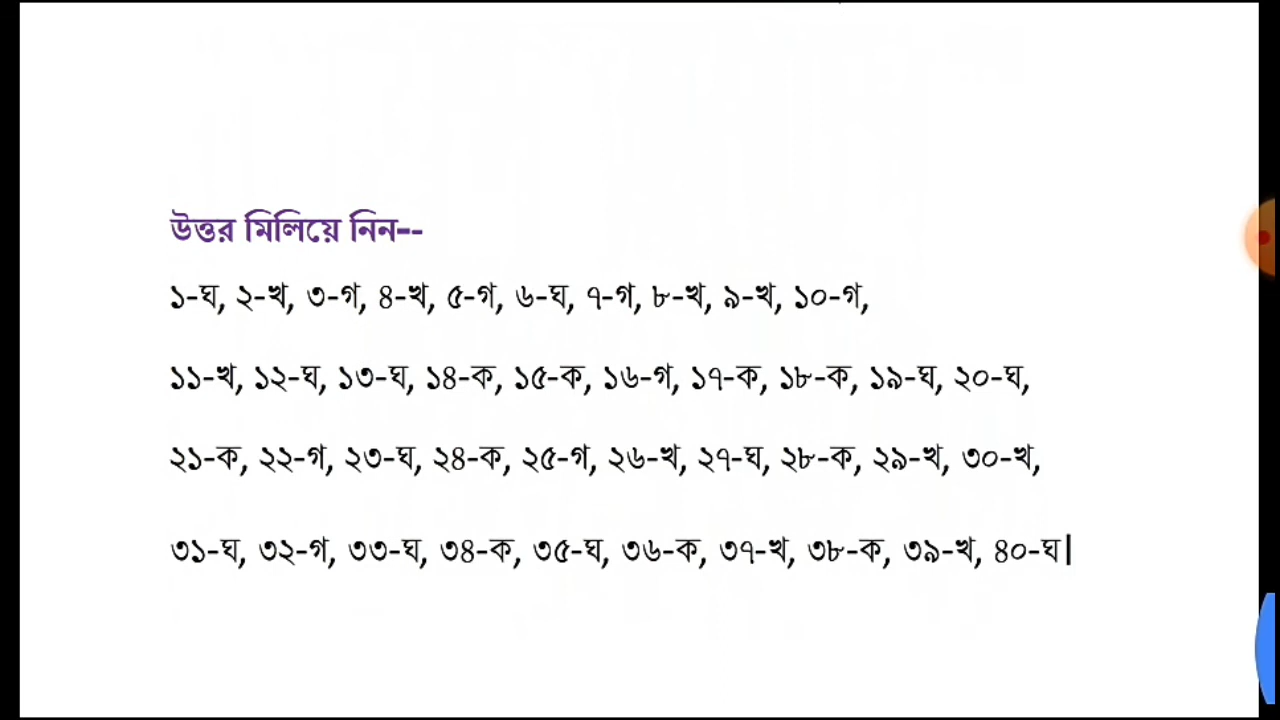 উত্তর মিলিয়ে নিন--
১-ঘ, ২-খ, ৩-গ, ৪-খ, ৫-গ, ৬-ঘ, ৭-গ, ৮-খ, ৯-খ, ১০-গ,
১১-খ, ১২-ঘ, ১৩-ঘ, ১৪-ক, ১৫-ক, ১৬-গ, ১৭-ক, ১৮-ক, ১৯-ঘ, ২০-ঘ,
২১-ক, ২২-গ, ২৩-ঘ, ২৪-ক, ২৫-গ, ২৬-খ, ২৭-ঘ, ২৮-ক, ২৯-খ, ৩০-খ,
৩১-ঘ, ৩২-গ, ৩৩-ঘ, ৩৪-ক, ৩৫-ঘ, ৩৬-ক, ৩৭-খ, ৩৮-ক, ৩৯-খ, ৪০-ঘ|